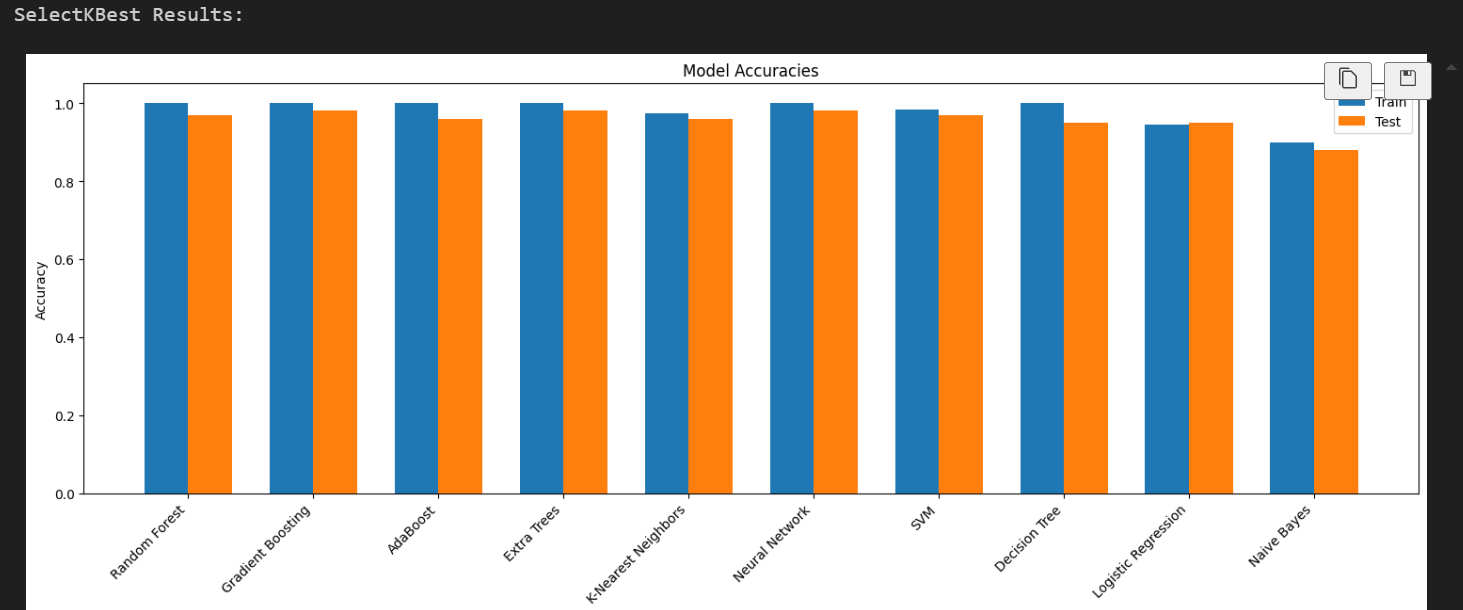 SelectKBest Results:
Model Accuracies
Train
Test
Accuracy
1.0
0.8
0.6
0.4
0.2
0.0
Random Forest
Gradient Boosting
AdaBoost
Extra Trees
K-Nearest Neighbors
Neural Network
SVM
Decision Tree
Logistic Regression
Naive Bayes